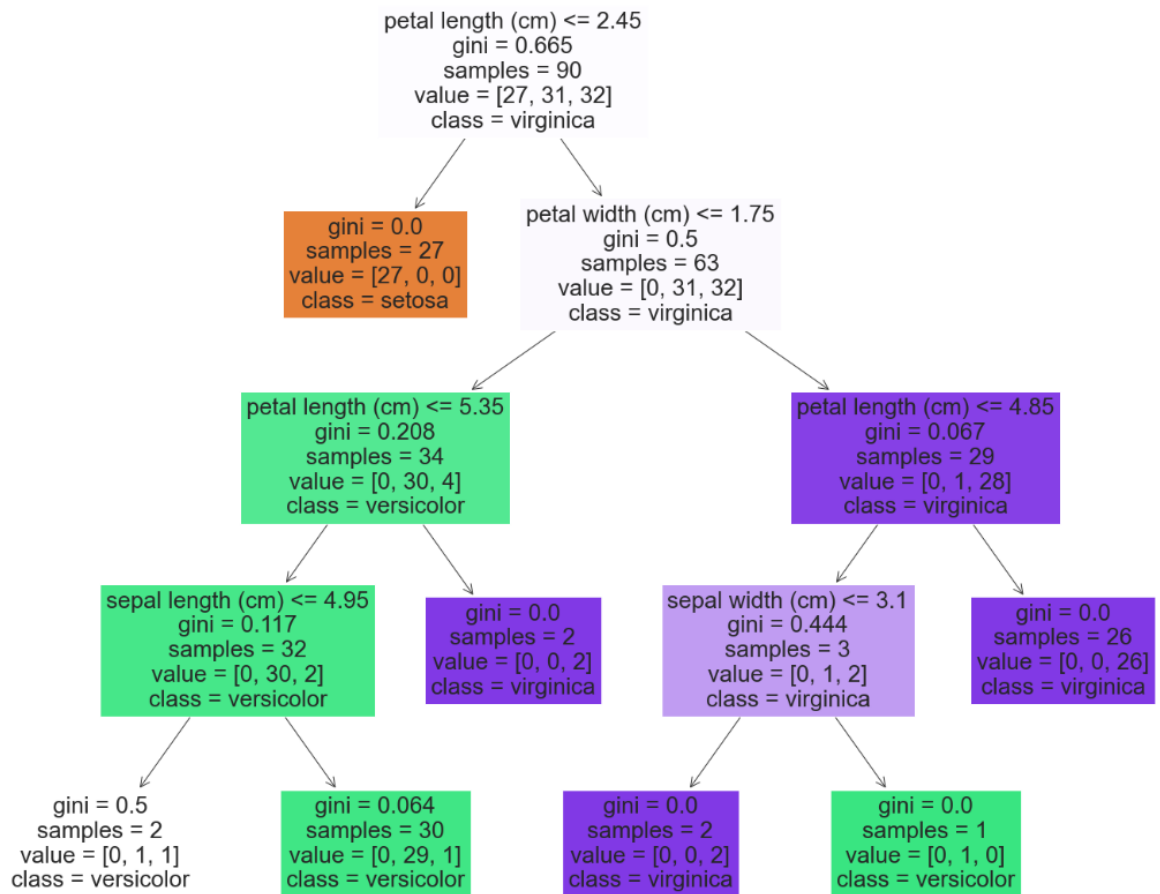 petal length (cm) <= 2.45
gini = 0.665
samples = 90
value = [27, 31, 32]
class = virginica
gini = 0.0
samples = 27
value = [27, 0, 0]
class = setosa
petal width (cm) <= 1.75
gini = 0.5
samples = 63
value = [0, 31, 32]
class = virginica
petal length (cm) <= 5.35
gini = 0.208
samples = 34
value = [0, 30, 4]
class = versicolor
petal length (cm) <= 4.85
gini = 0.067
samples = 29
value = [0, 1, 28]
class = virginica
sepal length (cm) <= 4.95
gini = 0.117
samples = 32
value = [0, 30, 2]
class = versicolor
gini = 0.0
samples = 2
value = [0, 0, 2]
class = virginica
sepal width (cm) <= 3.1
gini = 0.444
samples = 3
value = [0, 1, 2]
class = virginica
gini = 0.0
samples = 26
value = [0, 0, 26]
class = virginica
gini = 0.5
samples = 2
value = [0, 1, 1]
class = versicolor
gini = 0.064
samples = 30
value = [0, 29, 1]
class = versicolor
gini = 0.0
samples = 2
value = [0, 0, 2]
class = virginica
gini = 0.0
samples = 1
value = [0, 1, 0]
class = versicolor